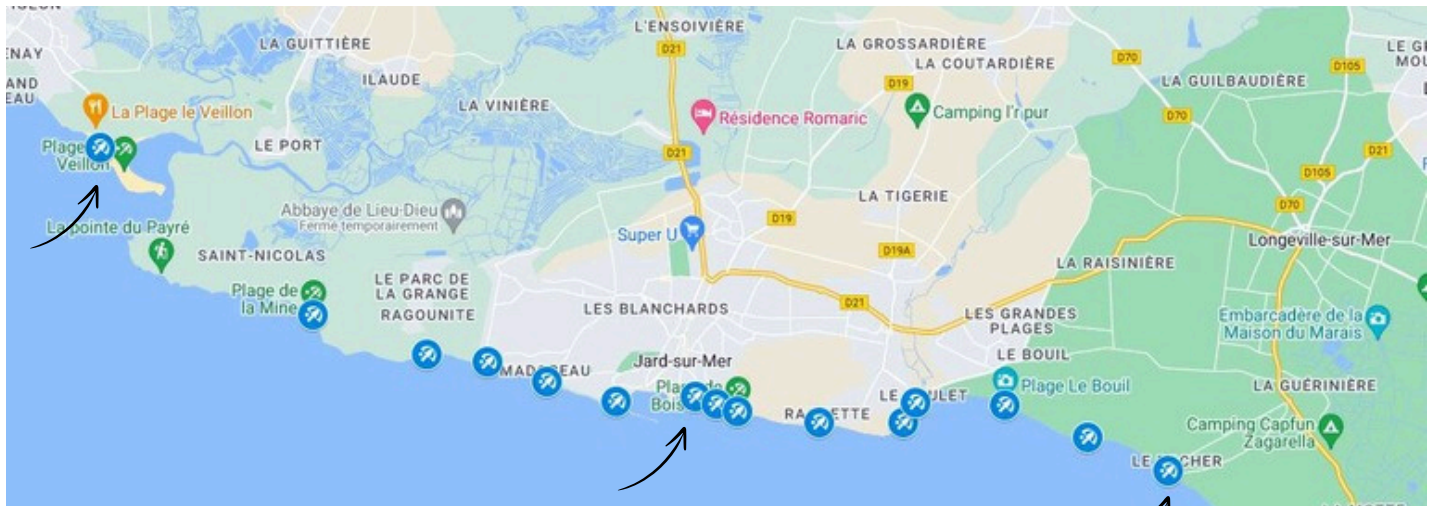 L'ENSOIVIÈRE
D21
LA GUITTIÈRE
LA GROSSARDIÈRE
D70
ENAY
LA COUTARDIÈRE
D105
ILAUDE
D19
LA GUILBAUDIÈRE
AND
EAU
LA VINIÈRE
La Plage le Veillon
Résidence Romaric
Camping l'r pur
D70
Plage
Veillon
LE PORT
D21
D21
D105
LA TIGERIE
D70
Abbaye de Lieu-Dieu
Fermé temporairement
D19
La pointe du Payré
Super U
Longeville-sur-Mer
SAINT-NICOLAS
D19A
LA RAISINIÈRE
LE PARC DE
LA GRANGE
RAGOUNITE
Plage de
la Mine
LES BLANCHARDS
D21
LES GRANDES
PLAGES
Embarcadère de la
Maison du Marais
Jard-sur-Mer
LE BOUIL
Plage Le Bouil
LA GUÉRINIÈRE
Camping Capfun
Zagarella